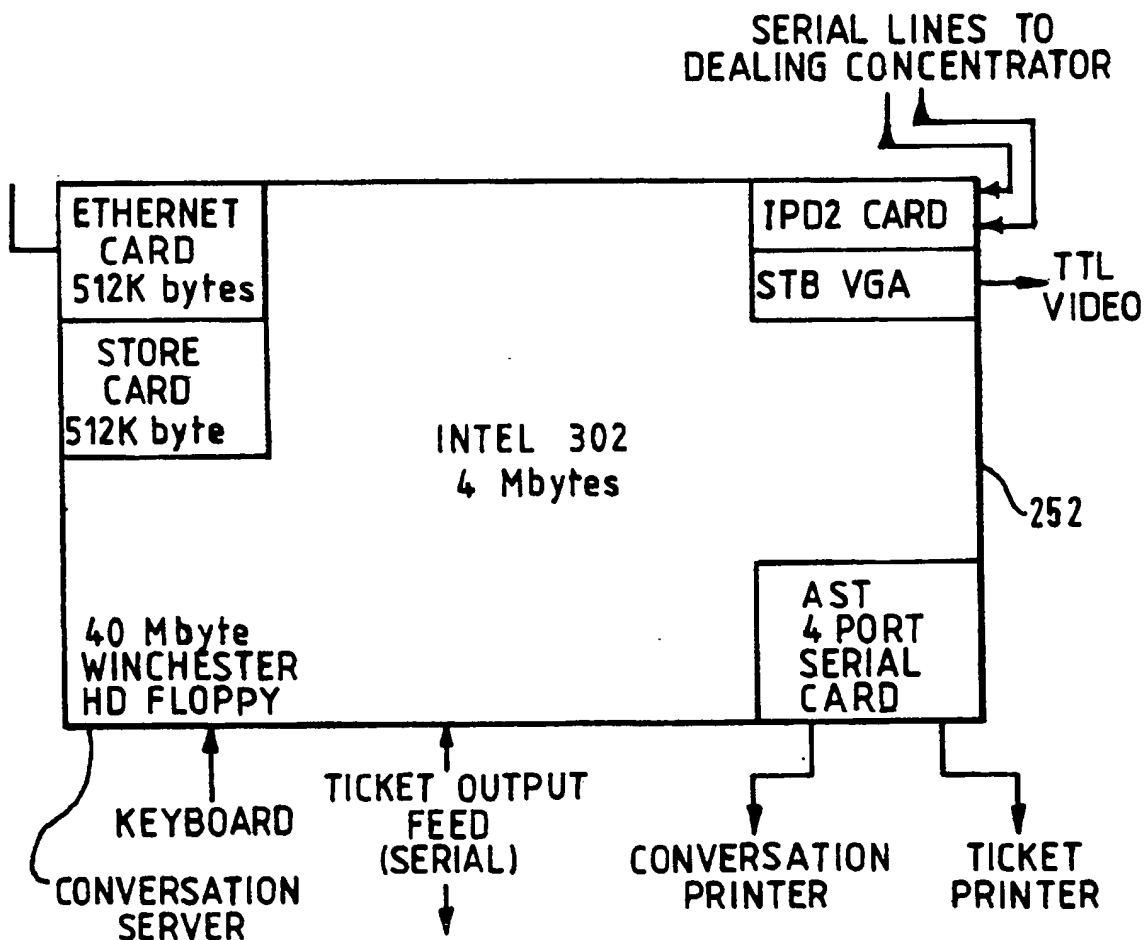 SERIAL LINES TO
DEALING CONCENTRATOR
ETHERNET
CARD
512K bytes
STORE
CARD
512K byte
IPD2 CARD
STB VGA
TTL
VIDEO
INTEL 302
4 Mbytes
252
40 Mbyte
WINCHESTER
HD FLOPPY
AST
4 PORT
SERIAL
CARD
KEYBOARD
CONVERSATION
SERVER
TICKET OUTPUT
FEED
(SERIAL)
CONVERSATION
PRINTER
TICKET
PRINTER